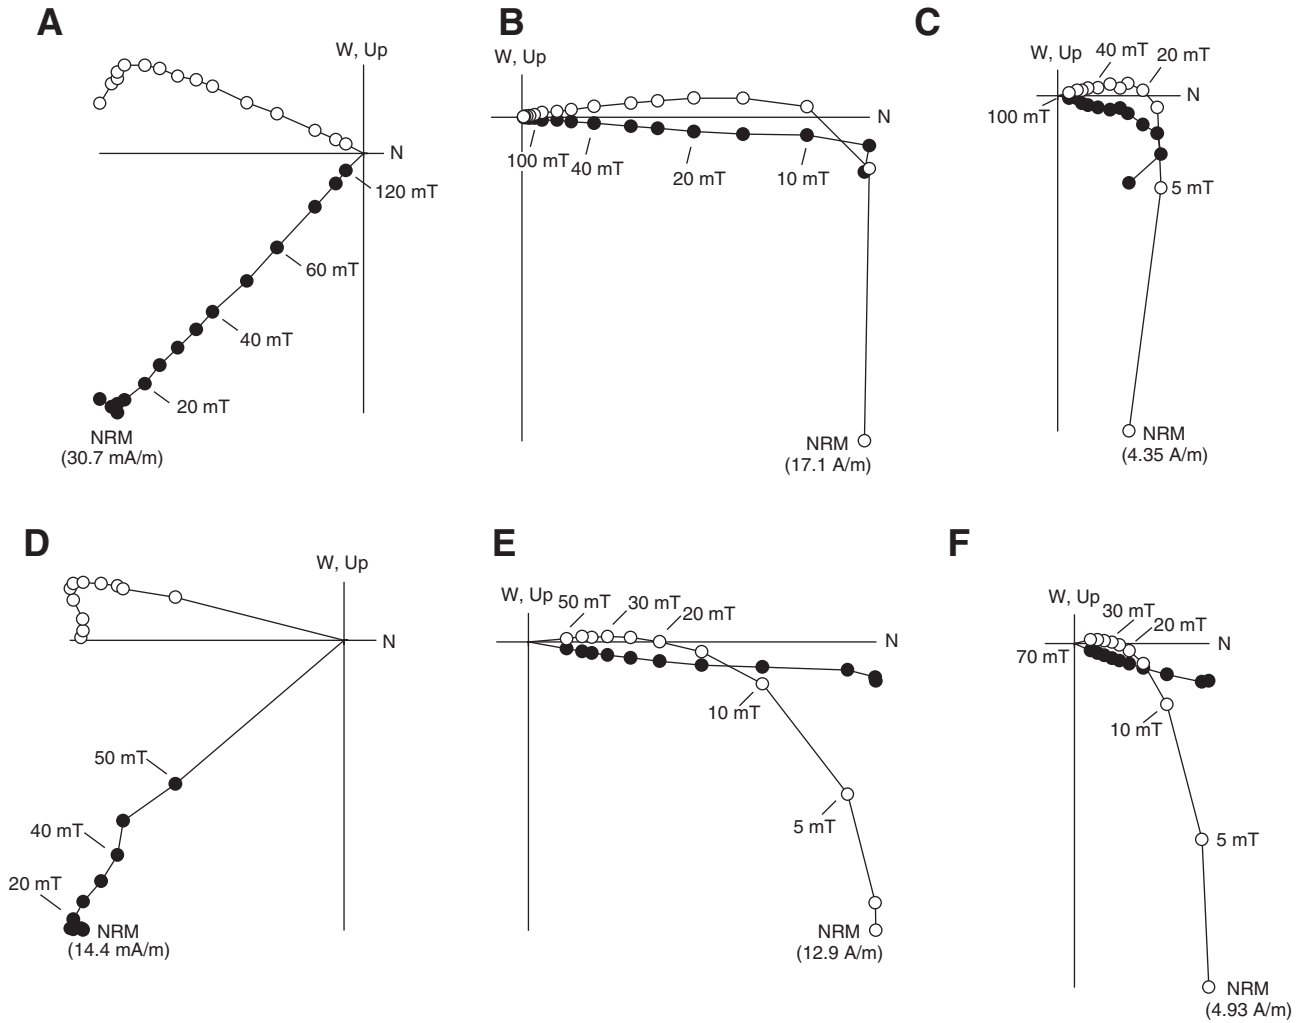 A
W, Up
N
120 mT
60 mT
40 mT
20 mT
NRM
(30.7 mA/m)
B
W, Up
N
100 mT
40 mT
20 mT
10 mT
NRM
(17.1 A/m)
C
W, Up
40 mT
20 mT
N
100 mT
5 mT
NRM
(4.35 A/m)
D
W, Up
N
50 mT
40 mT
20 mT
NRM
(14.4 mA/m)
E
W, Up
50 mT
30 mT
20 mT
N
10 mT
5 mT
NRM
(12.9 A/m)
F
W, Up
30 mT
20 mT
N
70 mT
10 mT
5 mT
NRM
(4.93 A/m)